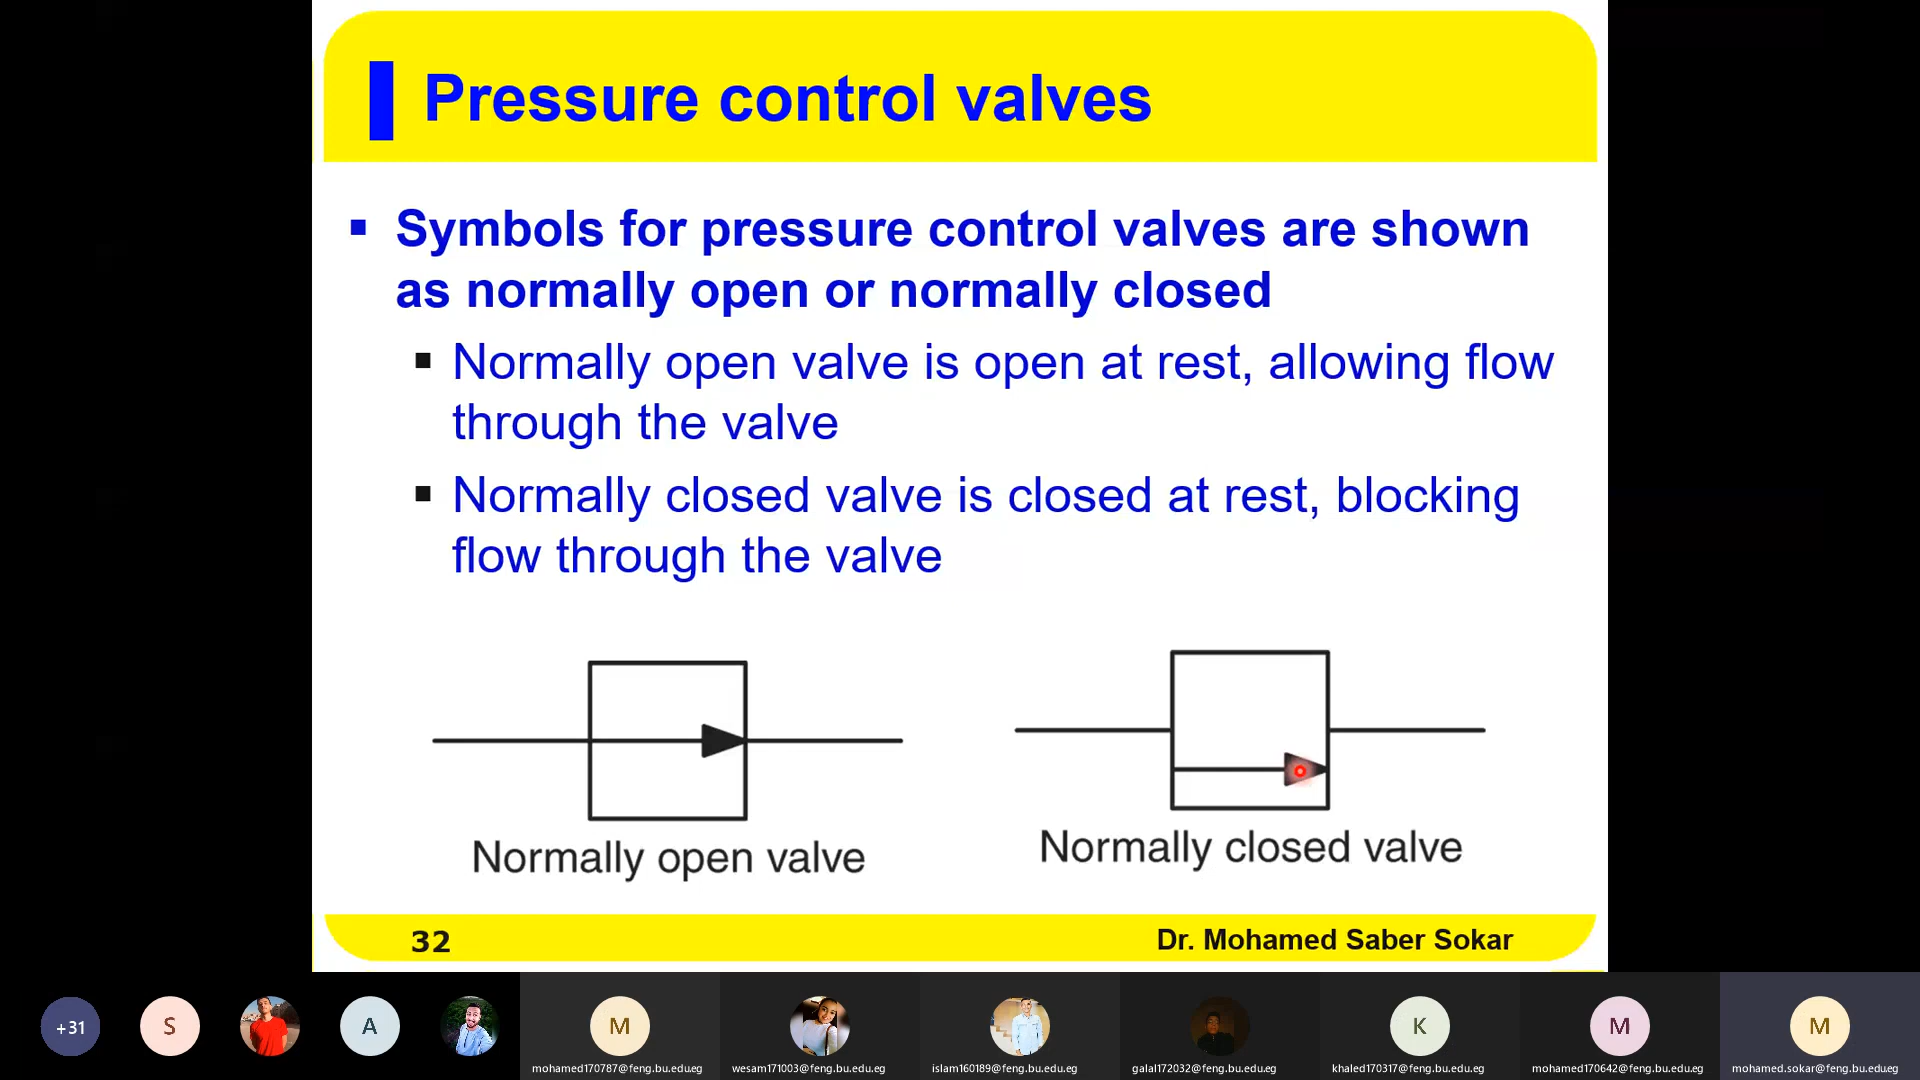 Pressure control valves
▪ Symbols for pressure control valves are shown
as normally open or normally closed
▪ Normally open valve is open at rest, allowing flow
through the valve
▪ Normally closed valve is closed at rest, blocking
flow through the valve
Normally open valve
Normally closed valve
32
Dr. Mohamed Saber Sokar
+31
S
A
M
K
M
M
mohamed170787@feng.bu.edu.eg
wesam171003@feng.bu.edu.eg
islam160189@feng.bu.edu.eg
galal172032@feng.bu.edu.eg
khaled170317@feng.bu.edu.eg
mohamed170642@feng.bu.edu.eg
mohamed.sokar@feng.bu.edu.eg